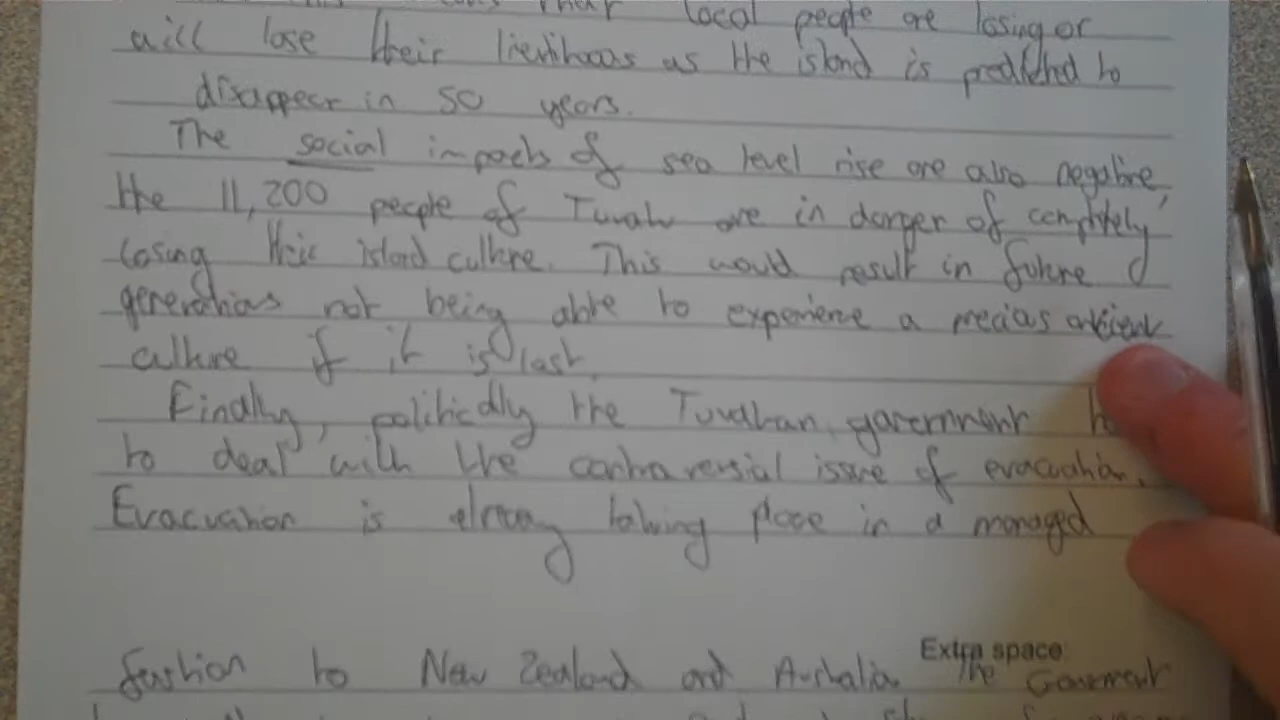 that local people are losing or
will lose their livelihoods as the island is predicted to
disappear in 50 years.
The social impacts of sea level rise are also negative,
the 11,200 people of Tuvalu are in danger of completely
losing their island culture. This would result in future
generations not being able to experience a precious ancient
culture if it is lost.
Finally, politically the Tuvaluan government
to deal with the controversial issue of evacuation.
Evacuation is already taking place in a managed
Extra space
fashion to New Zealand and Australia. The Government